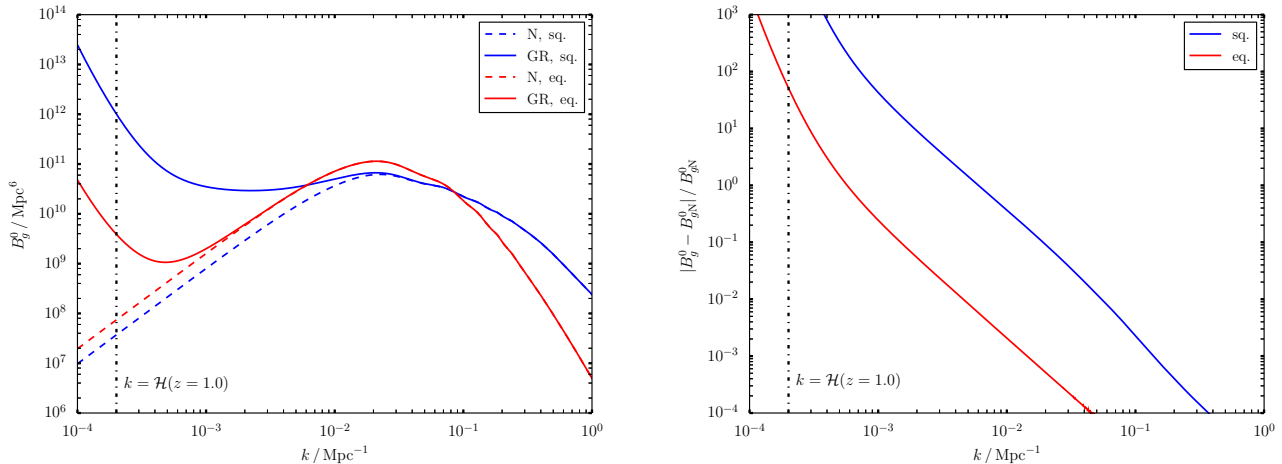 10^14
10^13
10^12
10^11
10^10
10^9
10^8
10^7
10^6
B_g^0 / Mpc^6
N, sq.
GR, sq.
N, eq.
GR, eq.
k = ℋ(z = 1.0)
10^−4 10^−3 10^−2 10^−1 10^0
k / Mpc^−1
10^3
10^2
10^1
10^0
10^−1
10^−2
10^−3
10^−4
|B_g^0 − B_gN^0| / B_gN^0
sq.
eq.
k = ℋ(z = 1.0)
10^−4 10^−3 10^−2 10^−1 10^0
k / Mpc^−1